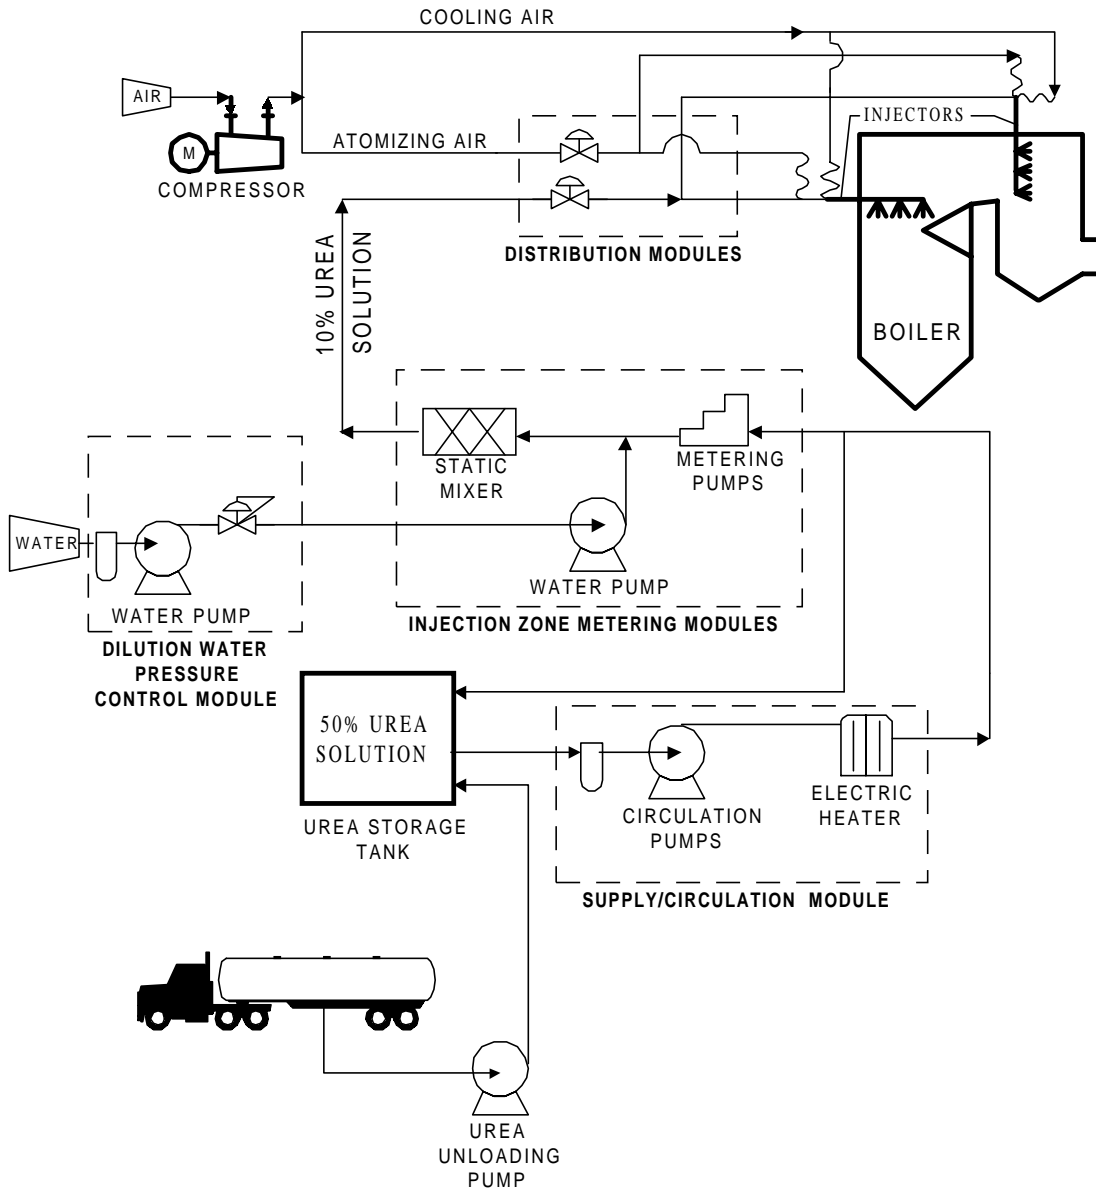 COOLING AIR
AIR
INJECTORS
ATOMIZING AIR
M
COMPRESSOR
DISTRIBUTION MODULES
10% UREA
SOLUTION
BOILER
STATIC
MIXER
METERING
PUMPS
WATER
WATER PUMP
WATER PUMP
INJECTION ZONE METERING MODULES
DILUTION WATER
PRESSURE
CONTROL MODULE
50% UREA
SOLUTION
UREA STORAGE
TANK
CIRCULATION
PUMPS
ELECTRIC
HEATER
SUPPLY/CIRCULATION MODULE
UREA
UNLOADING
PUMP